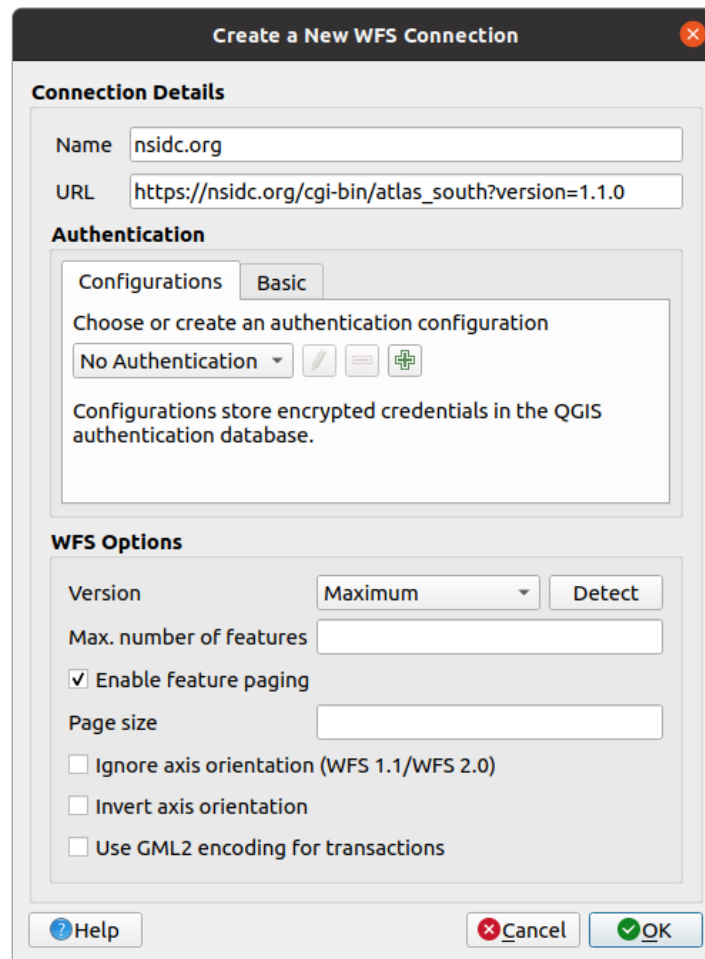 Create a New WFS Connection
Connection Details
Name nsidc.org
URL https://nsidc.org/cgi-bin/atlas_south?version=1.1.0
Authentication
Configurations Basic
Choose or create an authentication configuration
No Authentication
Configurations store encrypted credentials in the QGIS
authentication database.
WFS Options
Version Maximum Detect
Max. number of features
Enable feature paging
Page size
Ignore axis orientation (WFS 1.1/WFS 2.0)
Invert axis orientation
Use GML2 encoding for transactions
Help Cancel OK